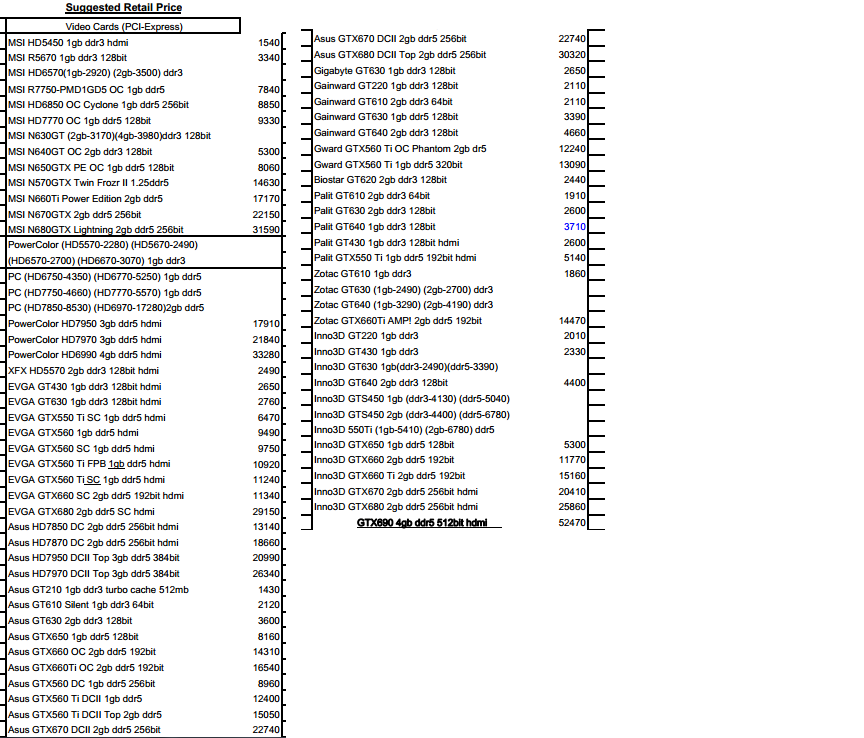 Suggested Retail Price
Video Cards (PCI-Express)
MSI HD5450 1gb ddr3 hdmi 1540
MSI R5670 1gb ddr3 128bit 3340
MSI HD6570(1gb-2920) (2gb-3500) ddr3
MSI R7750-PMD1GD5 OC 1gb ddr5 7840
MSI HD6850 OC Cyclone 1gb ddr5 256bit 8850
MSI HD7770 OC 1gb ddr5 128bit 9330
MSI N630GT (2gb-3170)(4gb-3980)ddr3 128bit
MSI N640GT OC 2gb ddr3 128bit 5300
MSI N650GTX PE OC 1gb ddr5 128bit 8060
MSI N570GTX Twin Frozr II 1.25ddr5 14630
MSI N660Ti Power Edition 2gb ddr5 17170
MSI N670GTX 2gb ddr5 256bit 22150
MSI N680GTX Lightning 2gb ddr5 256bit 31590
PowerColor (HD5570-2280) (HD5670-2490)
(HD6570-2700) (HD6670-3070) 1gb ddr3
PC (HD6750-4350) (HD6770-5250) 1gb ddr5
PC (HD7750-4660) (HD7770-5570) 1gb ddr5
PC (HD7850-8530) (HD6970-17280)2gb ddr5
PowerColor HD7950 3gb ddr5 hdmi 17910
PowerColor HD7970 3gb ddr5 hdmi 21840
PowerColor HD6990 4gb ddr5 hdmi 33280
XFX HD5570 2gb ddr3 128bit hdmi 2490
EVGA GT430 1gb ddr3 128bit hdmi 2650
EVGA GT630 1gb ddr3 128bit hdmi 2760
EVGA GTX550 Ti SC 1gb ddr5 hdmi 6470
EVGA GTX560 1gb ddr5 hdmi 9490
EVGA GTX560 SC 1gb ddr5 hdmi 9750
EVGA GTX560 Ti FPB 1gb ddr5 hdmi 10920
EVGA GTX560 Ti SC 1gb ddr5 hdmi 11240
EVGA GTX660 SC 2gb ddr5 192bit hdmi 11340
EVGA GTX680 2gb ddr5 SC hdmi 29150
Asus HD7850 DC 2gb ddr5 256bit hdmi 13140
Asus HD7870 DC 2gb ddr5 256bit hdmi 18660
Asus HD7950 DCII Top 3gb ddr5 384bit 20990
Asus HD7970 DCII Top 3gb ddr5 384bit 26340
Asus GT210 1gb ddr3 turbo cache 512mb 1430
Asus GT610 Silent 1gb ddr3 64bit 2120
Asus GT630 2gb ddr3 128bit 3600
Asus GTX650 1gb ddr5 128bit 8160
Asus GTX660 OC 2gb ddr5 192bit 14310
Asus GTX660Ti OC 2gb ddr5 192bit 16540
Asus GTX560 DC 1gb ddr5 256bit 8960
Asus GTX560 Ti DCII 1gb ddr5 12400
Asus GTX560 Ti DCII Top 2gb ddr5 15050
Asus GTX670 DCII 2gb ddr5 256bit 22740
Asus GTX670 DCII 2gb ddr5 256bit 22740
Asus GTX680 DCII Top 2gb ddr5 256bit 30320
Gigabyte GT630 1gb ddr3 128bit 2650
Gainward GT220 1gb ddr3 128bit 2110
Gainward GT610 2gb ddr3 64bit 2110
Gainward GT630 1gb ddr5 128bit 3390
Gainward GT640 2gb ddr3 128bit 4660
Gward GTX560 Ti OC Phantom 2gb dr5 12240
Gward GTX560 Ti 1gb ddr5 320bit 13090
Biostar GT620 2gb ddr3 128bit 2440
Palit GT610 2gb ddr3 64bit 1910
Palit GT630 2gb ddr3 128bit 2600
Palit GT640 1gb ddr3 128bit 3710
Palit GT430 1gb ddr3 128bit hdmi 2600
Palit GTX550 Ti 1gb ddr5 192bit hdmi 5140
Zotac GT610 1gb ddr3 1860
Zotac GT630 (1gb-2490) (2gb-2700) ddr3
Zotac GT640 (1gb-3290) (2gb-4190) ddr3
Zotac GTX660Ti AMP! 2gb ddr5 192bit 14470
Inno3D GT220 1gb ddr3 2010
Inno3D GT430 1gb ddr3 2330
Inno3D GT630 1gb(ddr3-2490)(ddr5-3390)
Inno3D GT640 2gb ddr3 128bit 4400
Inno3D GTS450 1gb (ddr3-4130) (ddr5-5040)
Inno3D GTS450 2gb (ddr3-4400) (ddr5-6780)
Inno3D 550Ti (1gb-5410) (2gb-6780) ddr5
Inno3D GTX650 1gb ddr5 128bit 5300
Inno3D GTX660 2gb ddr5 192bit 11770
Inno3D GTX660 Ti 2gb ddr5 192bit 15160
Inno3D GTX670 2gb ddr5 256bit hdmi 20410
Inno3D GTX680 2gb ddr5 256bit hdmi 25860
GTX690 4gb ddr5 512bit hdmi 52470